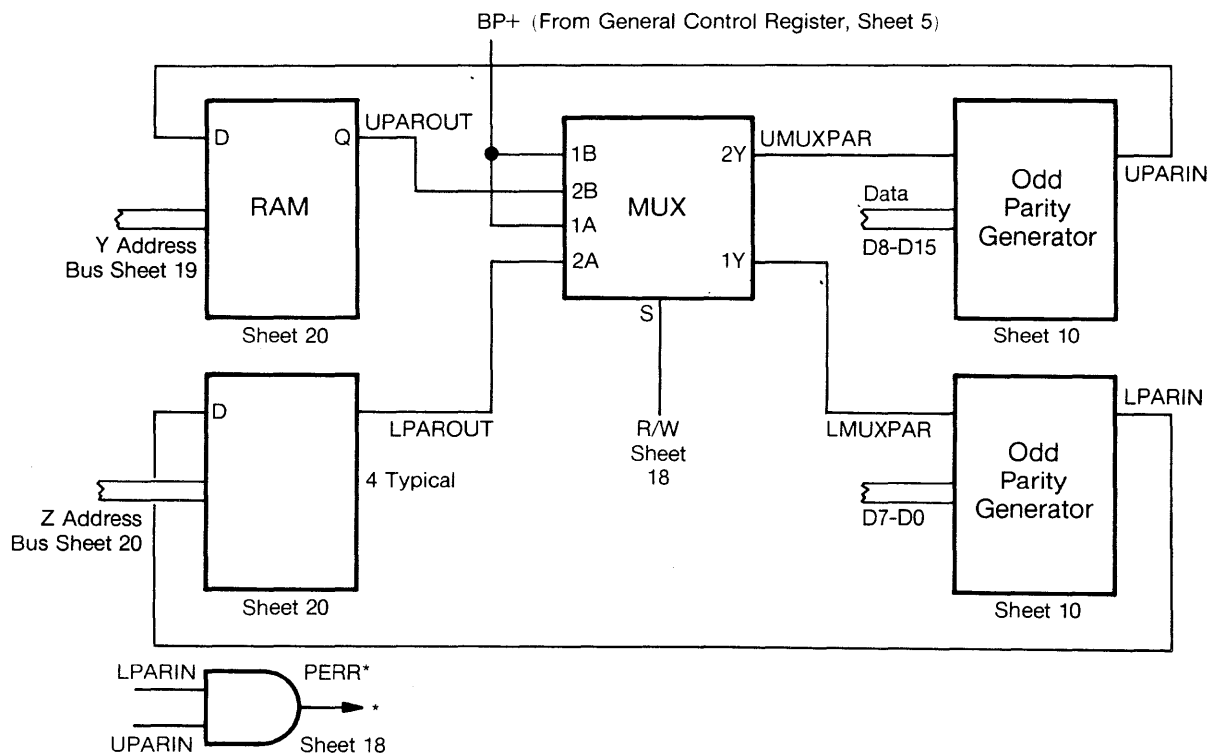 BP+ (From General Control Register, Sheet 5)
D
Q
UPAROUT
RAM
Y Address
Bus Sheet 19
Sheet 20
1B
2B
1A
2A
MUX
2Y
1Y
S
UMUXPAR
Data
D8-D15
Odd
Parity
Generator
UPARIN
Sheet 10
D
LPAROUT
4 Typical
Z Address
Bus Sheet 20
Sheet 20
R/W
Sheet
18
LMUXPAR
D7-D0
Odd
Parity
Generator
LPARIN
Sheet 10
LPARIN
UPARIN
PERR*
*
Sheet 18